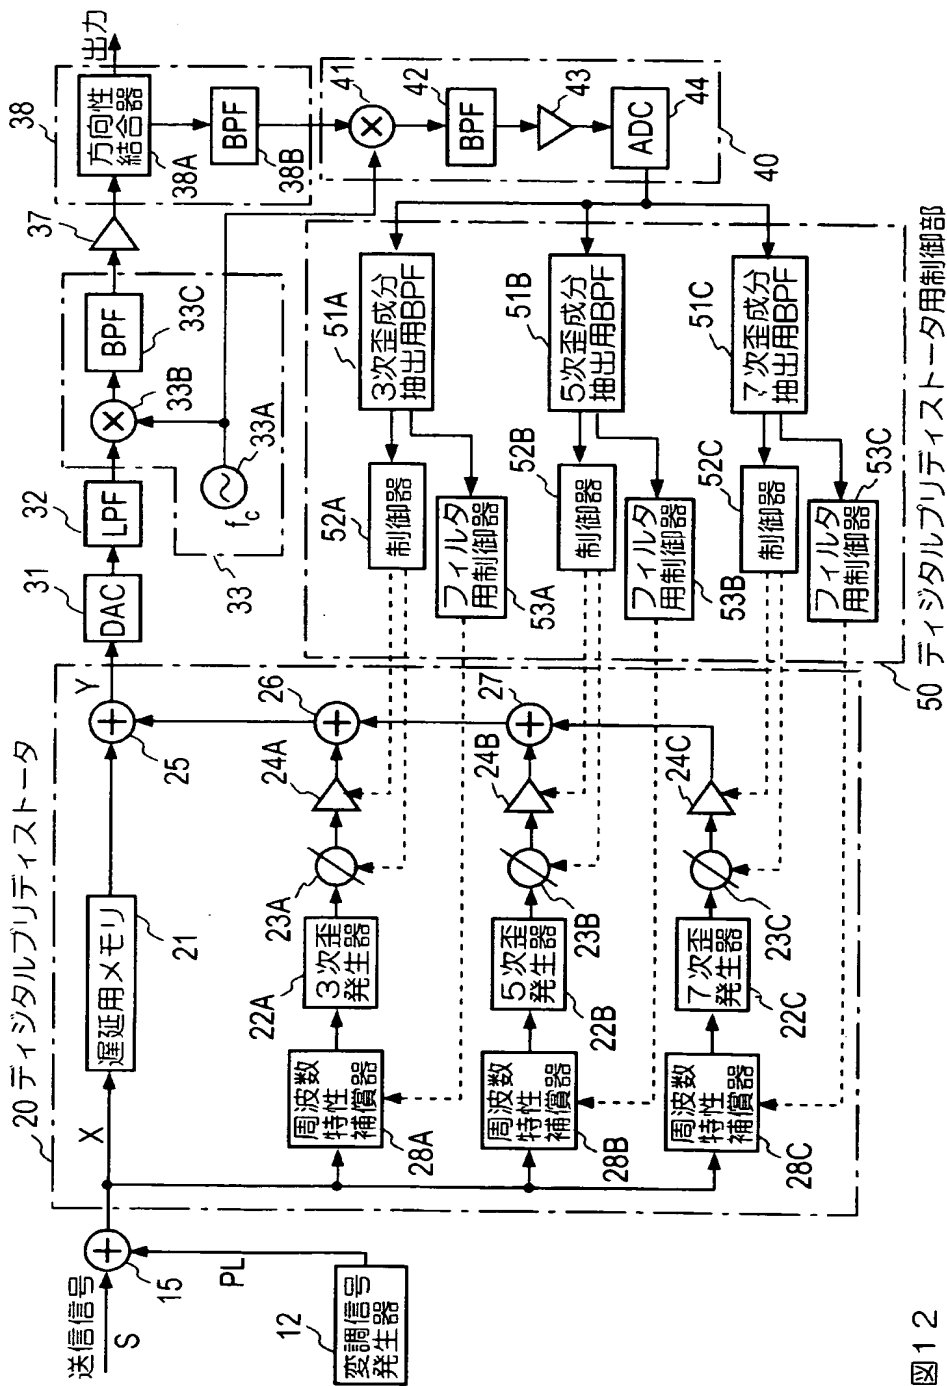 送信信号
S
15
PL
12
変調信号
発生器
20 ディジタルプリディストータ
X
遅延用メモリ
21
Y
25
周波数
特性
補償器
28A
22A
3次歪
発生器
23A
24A
26
周波数
特性
補償器
28B
5次歪
発生器
22B
23B
24B
27
周波数
特性
補償器
28C
7次歪
発生器
22C
23C
24C
31
DAC
32
LPF
33
33B
BPF
33C
fc
33A
37
38
方向性
結合器
38A
出力
BPF
38B
41
42
BPF
43
ADC
44
40
51A
3次歪成分
抽出用BPF
52A
制御器
フィルタ
用制御器
53A
51B
5次歪成分
抽出用BPF
52B
制御器
フィルタ
用制御器
53B
51C
7次歪成分
抽出用BPF
52C
制御器
フィルタ
用制御器
53C
50 ディジタルプリディストータ用制御部
図12